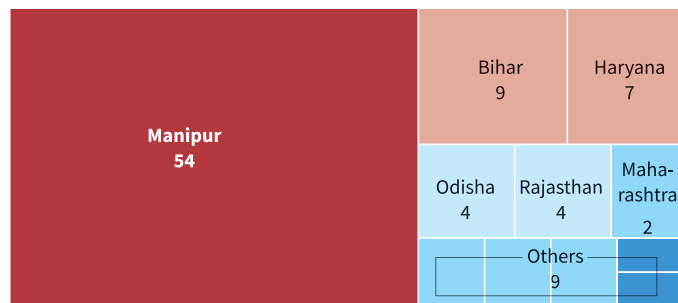 Manipur
54
Bihar
9
Haryana
7
Odisha
4
Rajasthan
4
Maha-
rashtra
2
Others
9